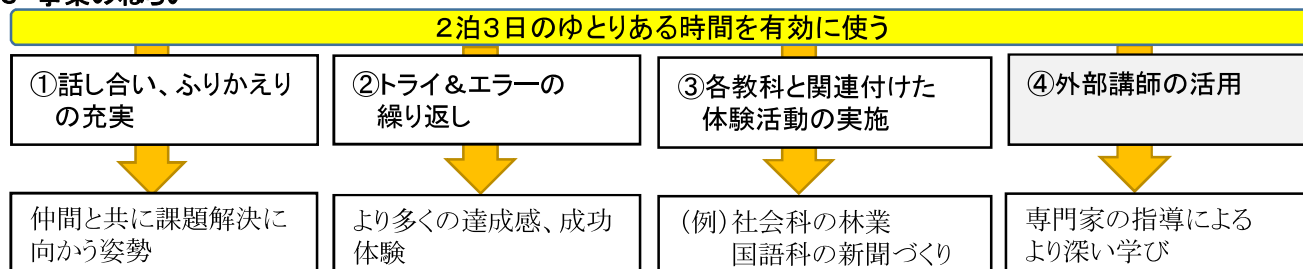 2泊3日のゆとりある時間を有効に使う
①話し合い、ふりかえり
の充実
②トライ＆エラーの
繰り返し
③各教科と関連付けた
体験活動の実施
④外部講師の活用
仲間と共に課題解決に
向かう姿勢
より多くの達成感、成功
体験
（例）社会科の林業
国語科の新聞づくり
専門家の指導による
より深い学び